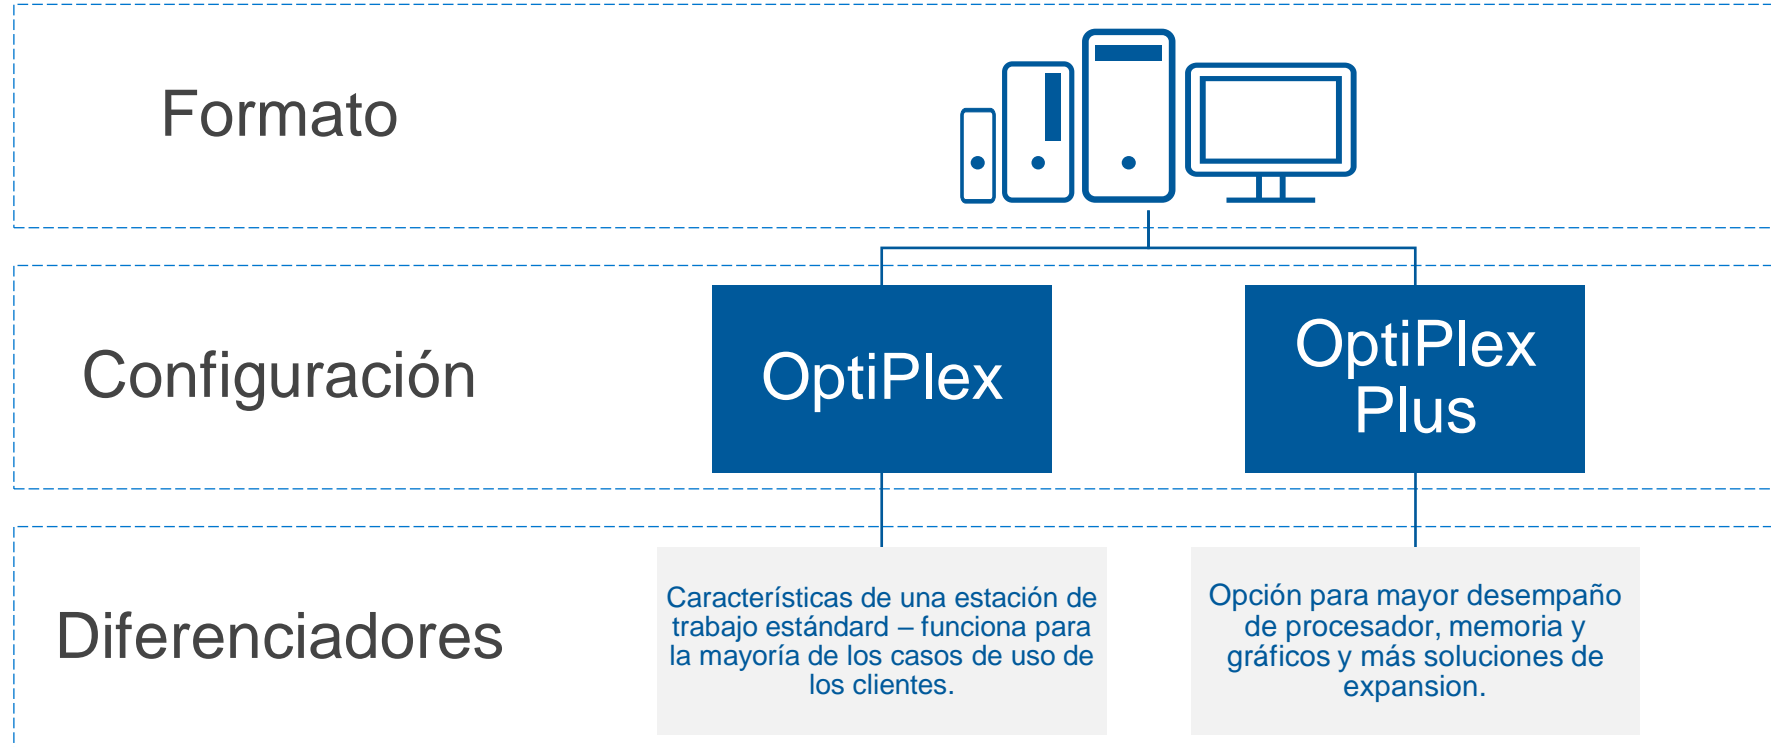 Formato
Configuración
OptiPlex
OptiPlex
Plus
Diferenciadores
Características de una estación de
trabajo estándard – funciona para
la mayoría de los casos de uso de
los clientes.
Opción para mayor desempaño
de procesador, memoria y
gráficos y más soluciones de
expansion.